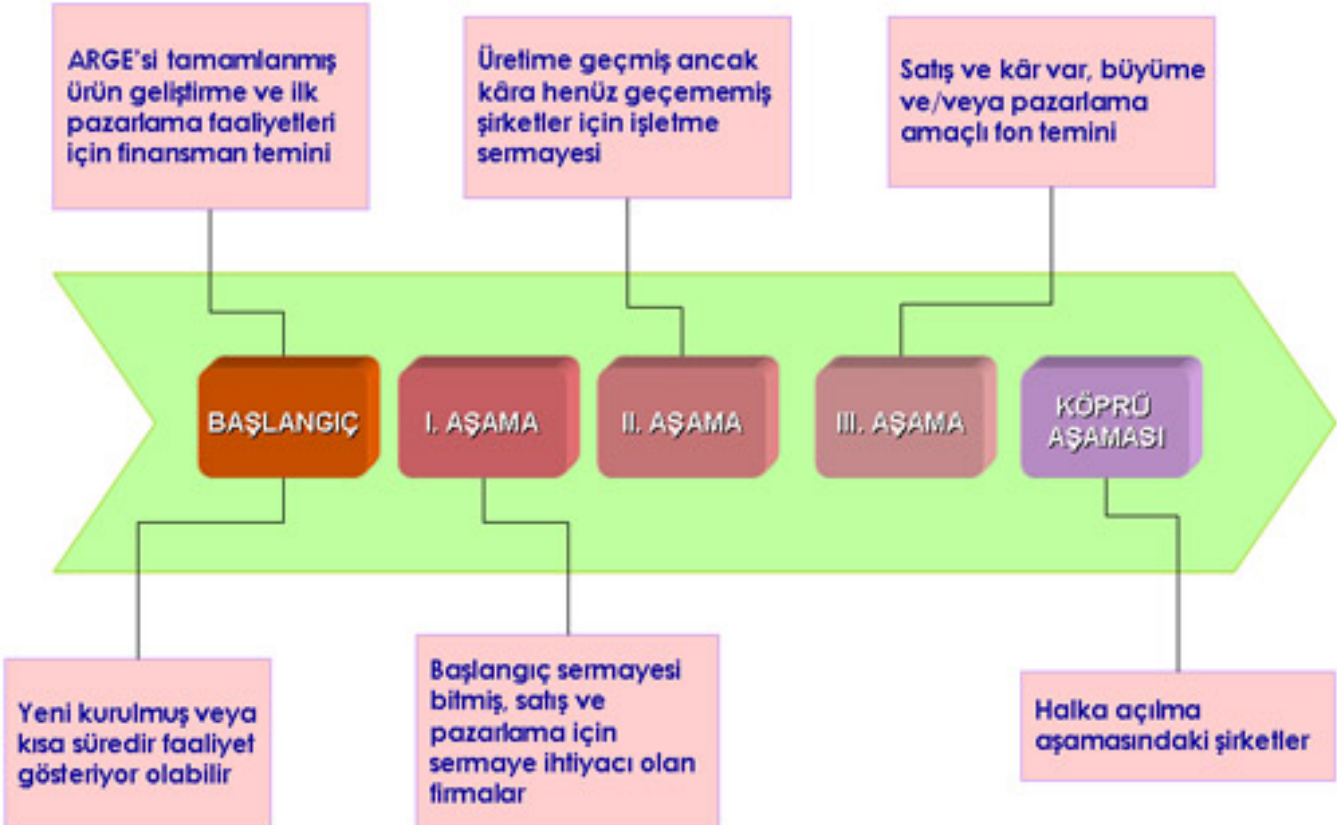 ARGE'si tamamlanmış
ürün geliştirme ve ilk
pazarlama faaliyetleri
için finansman temini
Üretime geçmiş ancak
kâra henüz geçememiş
şirketler için işletme
sermayesi
Satış ve kâr var, büyüme
ve/veya pazarlama
amaçlı fon temini
BAŞLANGIÇ
I. AŞAMA
II. AŞAMA
III. AŞAMA
KÖPRÜ
AŞAMASI
Yeni kurulmuş veya
kısa süredir faaliyet
gösteriyor olabilir
Başlangıç sermayesi
bitmiş, satış ve
pazarlama için
sermaye ihtiyacı olan
firmalar
Halka açılma
aşamasındaki şirketler